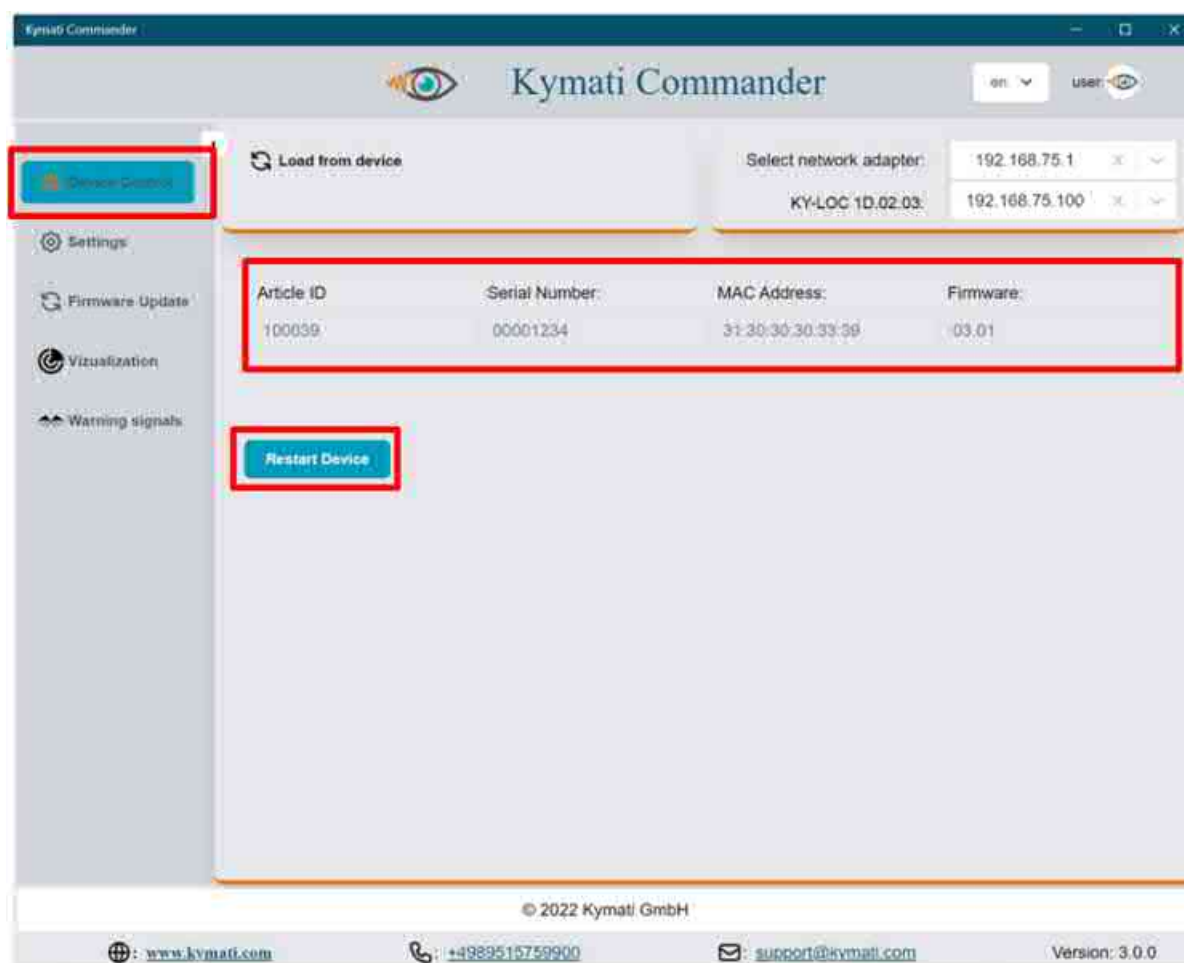 Kymati Commander
Kymati Commander
en
user:
Device Control
Load from device
Select network adapter:
192.168.75.1
KY-LOC 1D.02.03:
192.168.75.100
Settings
Firmware Update
Vizualization
Warning signals
Article ID
Serial Number:
MAC Address:
Firmware:
100039
00001234
31:30:30:30:33:39
03.01
Restart Device
© 2022 Kymati GmbH
: www.kymati.com
: +4989515759900
: support@kymati.com
Version: 3.0.0